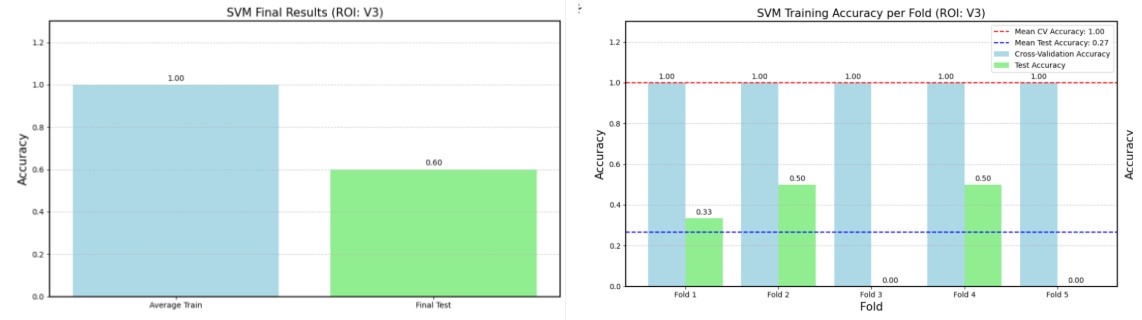 SVM Final Results (ROI: V3)
Accuracy
1.2
1.0
0.8
0.6
0.4
0.2
0.0
1.00
0.60
Average Train
Final Test
SVM Training Accuracy per Fold (ROI: V3)
Accuracy
1.2
1.0
0.8
0.6
0.4
0.2
0.0
Mean CV Accuracy: 1.00
Mean Test Accuracy: 0.27
Cross-Validation Accuracy
Test Accuracy
1.00 1.00 1.00 1.00 1.00
0.33 0.50 0.00 0.50 0.00
Fold 1 Fold 2 Fold 3 Fold 4 Fold 5
Fold
Accuracy